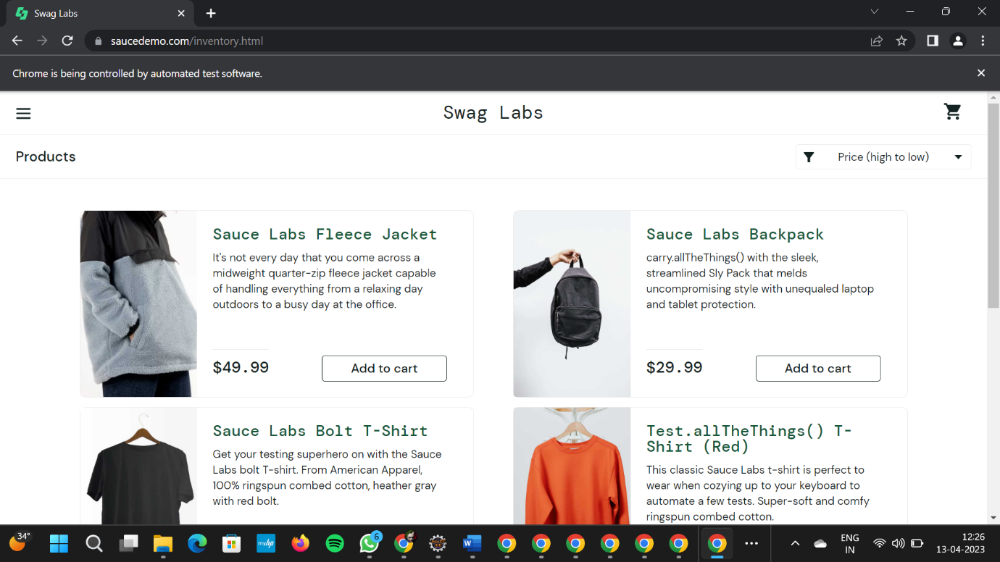 Swag Labs
saucedemo.com/inventory.html
Chrome is being controlled by automated test software.
Swag Labs
Products
Price (high to low)
Sauce Labs Fleece Jacket
It's not every day that you come across a
midweight quarter-zip fleece jacket capable
of handling everything from a relaxing day
outdoors to a busy day at the office.
$49.99
Add to cart
Sauce Labs Backpack
carry.allTheThings() with the sleek,
streamlined Sly Pack that melds
uncompromising style with unequaled laptop
and tablet protection.
$29.99
Add to cart
Sauce Labs Bolt T-Shirt
Get your testing superhero on with the Sauce
Labs bolt T-shirt. From American Apparel,
100% ringspun combed cotton, heather gray
with red bolt.
Test.allTheThings() T-
Shirt (Red)
This classic Sauce Labs t-shirt is perfect to
wear when cozying up to your keyboard to
automate a few tests. Super-soft and comfy
ringspun combed cotton.
34°
myhp
6
W
ENG
IN
12:26
13-04-2023